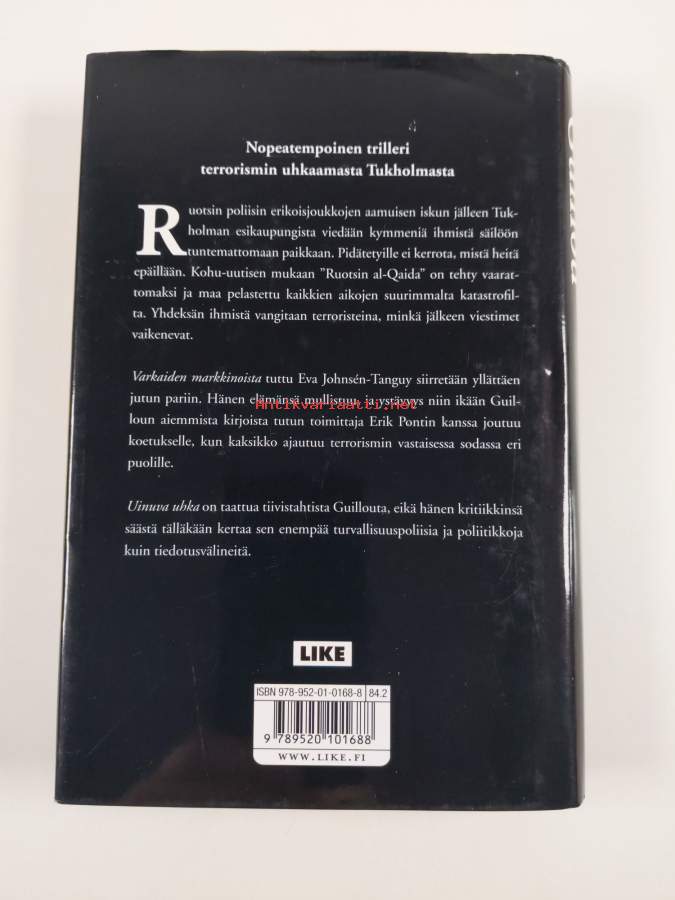 Nopeatempoinen trilleri
terrorismin uhkaamasta Tukholmasta
Ruotsin poliisin erikoisjoukkojen aamuisen iskun jälleen Tuk-
holman esikaupungista viedään kymmeniä ihmistä säilöön
tuntemattomaan paikkaan. Pidätetyille ei kerrota, mistä heitä
epäillään. Kohu-uutisen mukaan ”Ruotsin al-Qaida” on tehty vaarat-
tomaksi ja maa pelastettu kaikkien aikojen suurimmalta katastrofil-
ta. Yhdeksän ihmistä vangitaan terroristeina, minkä jälkeen viestimet
vaikenevat.
Varkaiden markkinoista tuttu Eva Johnsén-Tanguy siirretään yllättäen
jutun pariin. Hänen elämänsä mullistuu, ja ystävyys niin ikään Guil-
Antikvariaatti.net
loun aiemmista kirjoista tutun toimittaja Erik Pontin kanssa joutuu
koetukselle, kun kaksikko ajautuu terrorismin vastaisessa sodassa eri
puolille.
Uinuva uhka on taattua tiivistahtista Guillouta, eikä hänen kritiikkinsä
säästä tälläkään kertaa sen enempää turvallisuuspoliisia ja poliitikkoja
kuin tiedotusvälineitä.
LIKE
ISBN 978-952-01-0168-8 84.2
9 789520 101688
WWW.LIKE.FI